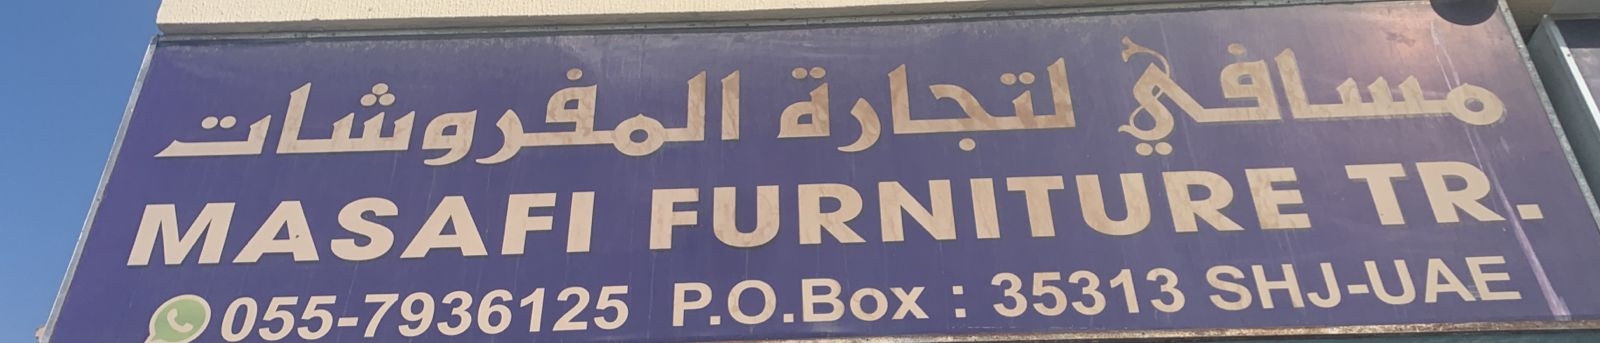 مسافي لتجارة المفروشات
MASAFI FURNITURE TR.
055-7936125 P.O.Box : 35313 SHJ-UAE